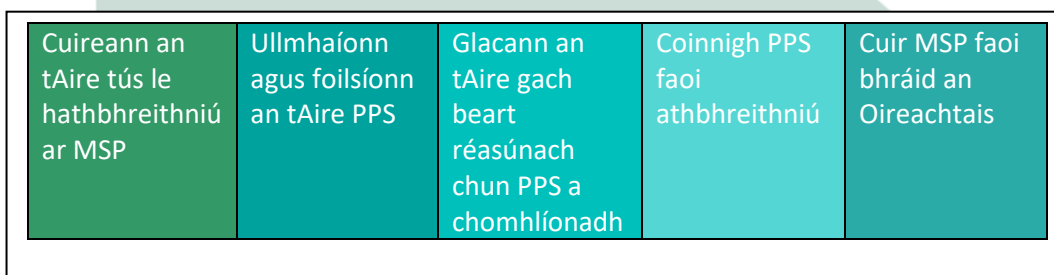 Cuireann an
tAire tús le
hathbhreithniú
ar MSP
Ullmhaíonn
agus foilsíonn
an tAire PPS
Glacann an
tAire gach
beart
réasúnach
chun PPS a
chomhlíonadh
Coinnigh PPS
faoi
athbhreithniú
Cuir MSP faoi
bhráid an
Oireachtais